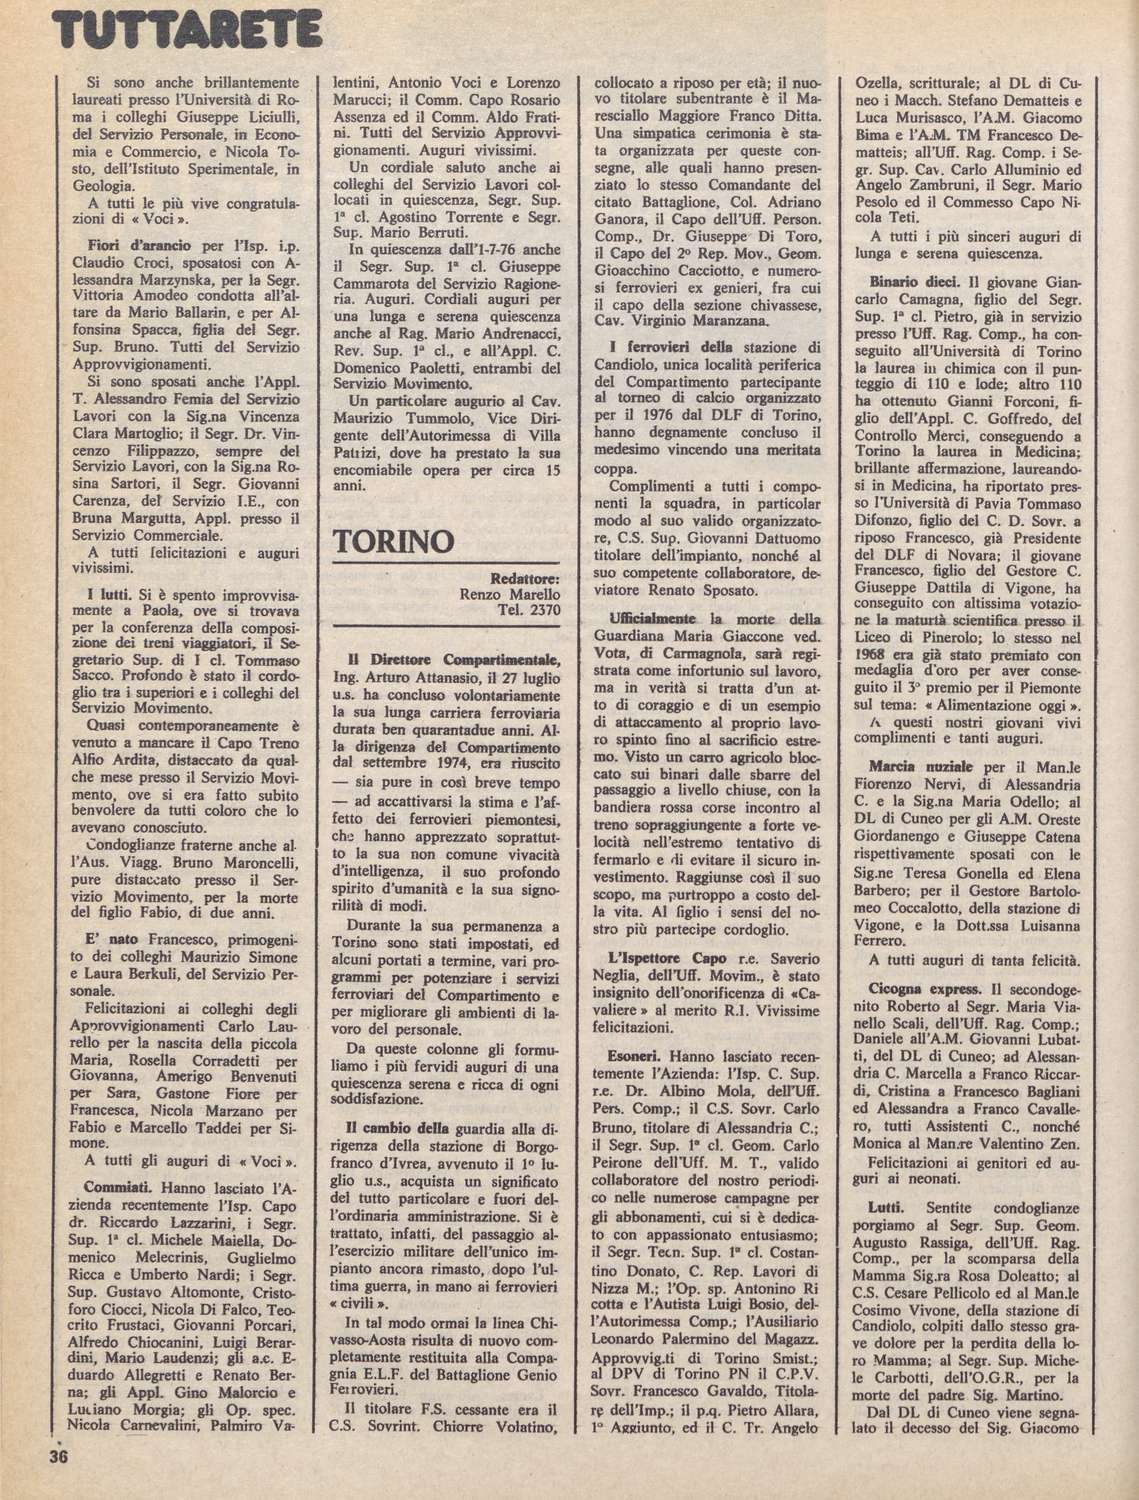 TUTTARETE
Si sono anche brillantemente
laureati presso l'Università di Ro-
ma i colleghi Giuseppe Liciulli,
del Servizio Personale, in Econo-
mia e Commercio, e Nicola To-
sto, dell'Istituto Sperimentale, in
Geologia.
A tutti le più vive congratula-
zioni di « Voci ».
Fiori d'arancio per l'Isp. i.p.
Claudio Croci, sposatosi con A-
lessandra Marzynska, per la Segr.
Vittoria Amodeo condotta all'al-
tare da Mario Ballarin, e per Al-
fonsina Spacca, figlia del Segr.
Sup. Bruno. Tutti del Servizio
Approvvigionamenti.
Si sono sposati anche l'Appl.
T. Alessandro Femia del Servizio
Lavori con la Sig.na Vincenza
Clara Martoglio; il Segr. Dr. Vin-
cenzo Filippazzo, sempre del
Servizio Lavori, con la Sig.na Ro-
sina Sartori, il Segr. Giovanni
Carenza, del Servizio I.E., con
Bruna Margutta, Appl. presso il
Servizio Commerciale.
A tutti felicitazioni e auguri
vivissimi.
I lutti. Si è spento improvvisa-
mente a Paola, ove si trovava
per la conferenza della composi-
zione dei treni viaggiatori, il Se-
gretario Sup. di 1 cl. Tommaso
Sacco. Profondo è stato il cordo-
glio tra i superiori e i colleghi del
Servizio Movimento.
Quasi contemporaneamente è
venuto a mancare il Capo Treno
Alfio Ardita, distaccato da qual-
che mese presso il Servizio Movi-
mento, ove si era fatto subito
benvolere da tutti coloro che lo
avevano conosciuto.
Condoglianze fraterne anche al-
l'Aus. Viagg. Bruno Maroncelli,
pure distaccato presso il Ser-
vizio Movimento, per la morte
del figlio Fabio, di due anni.
E' nato Francesco, primogeni-
to dei colleghi Maurizio Simone
e Laura Berkuli, del Servizio Per-
sonale.
Felicitazioni ai colleghi degli
Approvvigionamenti Carlo Lau-
rello per la nascita della piccola
Maria, Rosella Corradetti per
Giovanna, Amerigo Benvenuti
per Sara, Gastone Fiore per
Francesca, Nicola Marzano per
Fabio e Marcello Taddei per Si-
mone.
A tutti gli auguri di « Voci ».
Commiati. Hanno lasciato l'A-
zienda recentemente l'Isp. Capo
dr. Riccardo Lazzarini, i Segr.
Sup. 1ª cl. Michele Maiella, Do-
menico Melecrinis, Guglielmo
Ricca e Umberto Nardi; i Segr.
Sup. Gustavo Altomonte, Cristo-
foro Ciocci, Nicola Di Falco, Teo-
crito Frustaci, Giovanni Porcari,
Alfredo Chiocanini, Luigi Berar-
dini, Mario Laudenzi; gli a.c. E-
duardo Allegretti e Renato Ber-
na; gli Appl. Gino Malorcio e
Luciano Morgia; gli Op. spec.
Nicola Carnevalini, Palmiro Va-
lentini, Antonio Voci e Lorenzo
Marucci; il Comm. Capo Rosario
Assenza ed il Comm. Aldo Frati-
ni. Tutti del Servizio Approvvi-
gionamenti. Auguri vivissimi.
Un cordiale saluto anche ai
colleghi del Servizio Lavori col-
locati in quiescenza, Segr. Sup.
1ª cl. Agostino Torrente e Segr.
Sup. Mario Berruti.
In quiescenza dall'1-7-76 anche
il Segr. Sup. 1ª cl. Giuseppe
Cammarota del Servizio Ragione-
ria. Auguri. Cordiali auguri per
una lunga e serena quiescenza
anche al Rag. Mario Andrenacci,
Rev. Sup. 1ª cl., e all'Appl. C.
Domenico Paoletti, entrambi del
Servizio Movimento.
Un particolare augurio al Cav.
Maurizio Tummolo, Vice Diri-
gente dell'Autorimessa di Villa
Patrizi, dove ha prestato la sua
encomiabile opera per circa 15
anni.
TORINO
Redattore:
Renzo Marello
Tel. 2370
Il Direttore Compartimentale,
Ing. Arturo Attanasio, il 27 luglio
u.s. ha concluso volontariamente
la sua lunga carriera ferroviaria
durata ben quarantadue anni. Al-
la dirigenza del Compartimento
dal settembre 1974, era riuscito
— sia pure in così breve tempo
— ad accattivarsi la stima e l'af-
fetto dei ferrovieri piemontesi,
che hanno apprezzato soprattut-
to la sua non comune vivacità
d'intelligenza, il suo profondo
spirito d'umanità e la sua signo-
rilità di modi.
Durante la sua permanenza a
Torino sono stati impostati, ed
alcuni portati a termine, vari pro-
grammi per potenziare i servizi
ferroviari del Compartimento e
per migliorare gli ambienti di la-
voro del personale.
Da queste colonne gli formu-
liamo i più fervidi auguri di una
quiescenza serena e ricca di ogni
soddisfazione.
Il cambio della guardia alla di-
rigenza della stazione di Borgo-
franco d'Ivrea, avvenuto il 1º lu-
glio u.s., acquista un significato
del tutto particolare e fuori del-
l'ordinaria amministrazione. Si è
trattato, infatti, del passaggio al-
l'esercizio militare dell'unico im-
pianto ancora rimasto, dopo l'ul-
tima guerra, in mano ai ferrovieri
« civili ».
In tal modo ormai la linea Chi-
vasso-Aosta risulta di nuovo com-
pletamente restituita alla Compa-
gnia E.L.F. del Battaglione Genio
Ferrovieri.
Il titolare F.S. cessante era il
C.S. Sovrint. Chiorre Volatino,
collocato a riposo per età; il nuo-
vo titolare subentrante è il Ma-
resciallo Maggiore Franco Ditta.
Una simpatica cerimonia è sta-
ta organizzata per queste con-
segne, alle quali hanno presen-
ziato lo stesso Comandante del
citato Battaglione, Col. Adriano
Ganora, il Capo dell'Uff. Person.
Comp., Dr. Giuseppe Di Toro,
il Capo del 2º Rep. Mov., Geom.
Gioacchino Cacciotto, e numero-
si ferrovieri ex genieri, fra cui
il capo della sezione chivassese,
Cav. Virginio Maranzana.
I ferrovieri della stazione di
Candiolo, unica località periferica
del Compartimento partecipante
al torneo di calcio organizzato
per il 1976 dal DLF di Torino,
hanno degnamente concluso il
medesimo vincendo una meritata
coppa.
Complimenti a tutti i compo-
nenti la squadra, in particolar
modo al suo valido organizzato-
re, C.S. Sup. Giovanni Dattuomo
titolare dell'impianto, nonché al
suo competente collaboratore, de-
viatore Renato Sposato.
Ufficialmente la morte della
Guardiana Maria Giaccone ved.
Vota, di Carmagnola, sarà regi-
strata come infortunio sul lavoro,
ma in verità si tratta d'un at-
to di coraggio e di un esempio
di attaccamento al proprio lavo-
ro spinto fino al sacrificio estre-
mo. Visto un carro agricolo bloc-
cato sui binari dalle sbarre del
passaggio a livello chiuse, con la
bandiera rossa corse incontro al
treno sopraggiungente a forte ve-
locità nell'estremo tentativo di
fermarlo e di evitare il sicuro in-
vestimento. Raggiunse così il suo
scopo, ma purtroppo a costo del-
la vita. Al figlio i sensi del no-
stro più partecipe cordoglio.
L'Ispettore Capo r.e. Saverio
Neglia, dell'Uff. Movim., è stato
insignito dell'onorificenza di «Ca-
valiere » al merito R.I. Vivissime
felicitazioni.
Esoneri. Hanno lasciato recen-
temente l'Azienda: l'Isp. C. Sup.
r.e. Dr. Albino Mola, dell'Uff.
Pers. Comp.; il C.S. Sovr. Carlo
Bruno, titolare di Alessandria C.;
il Segr. Sup. 1ª cl. Geom. Carlo
Peirone dell'Uff. M. T., valido
collaboratore del nostro periodi-
co nelle numerose campagne per
gli abbonamenti, cui si è dedica-
to con appassionato entusiasmo;
il Segr. Tecn. Sup. 1ª cl. Costan-
tino Donato, C. Rep. Lavori di
Nizza M.; l'Op. sp. Antonino Ri
cotta e l'Autista Luigi Bosio, del-
l'Autorimessa Comp.; l'Ausiliario
Leonardo Palermino del Magazz.
Approvvig.ti di Torino Smist.;
al DPV di Torino PN il C.P.V.
Sovr. Francesco Gavaldo, Titola-
re dell'Imp.; il p.q. Pietro Allara,
1º Aggiunto, ed il C. Tr. Angelo
Ozella, scritturale; al DL di Cu-
neo i Macch. Stefano Dematteis e
Luca Murisasco, l'A.M. Giacomo
Bima e l'A.M. TM Francesco De-
matteis; all'Uff. Rag. Comp. i Se-
gr. Sup. Cav. Carlo Alluminio ed
Angelo Zambruni, il Segr. Mario
Pesolo ed il Commesso Capo Ni-
cola Teti.
A tutti i più sinceri auguri di
lunga e serena quiescenza.
Binario dieci. Il giovane Gian-
carlo Camagna, figlio del Segr.
Sup. 1ª cl. Pietro, già in servizio
presso l'Uff. Rag. Comp., ha con-
seguito all'Università di Torino
la laurea in chimica con il pun-
teggio di 110 e lode; altro 110
ha ottenuto Gianni Forconi, fi-
glio dell'Appl. C. Goffredo, del
Controllo Merci, conseguendo a
Torino la laurea in Medicina;
brillante affermazione, laureando-
si in Medicina, ha riportato pres-
so l'Università di Pavia Tommaso
Difonzo, figlio del C. D. Sovr. a
riposo Francesco, già Presidente
del DLF di Novara; il giovane
Francesco, figlio del Gestore C.
Giuseppe Dattila di Vigone, ha
conseguito con altissima votazio-
ne la maturità scientifica presso il
Liceo di Pinerolo; lo stesso nel
1968 era già stato premiato con
medaglia d'oro per aver conse-
guito il 3º premio per il Piemonte
sul tema: « Alimentazione oggi ».
A questi nostri giovani vivi
complimenti e tanti auguri.
Marcia nuziale per il Man.le
Fiorenzo Nervi, di Alessandria
C. e la Sig.na Maria Odello; al
DL di Cuneo per gli A.M. Oreste
Giordanengo e Giuseppe Catena
rispettivamente sposati con le
Sig.ne Teresa Gonella ed Elena
Barbero; per il Gestore Bartolo-
meo Coccalotto, della stazione di
Vigone, e la Dott.ssa Luisanna
Ferrero.
A tutti auguri di tanta felicità.
Cicogna express. Il secondoge-
nito Roberto al Segr. Maria Via-
nello Scali, dell'Uff. Rag. Comp.;
Daniele all'A.M. Giovanni Lubat-
ti, del DL di Cuneo; ad Alessan-
dria C. Marcella a Franco Riccar-
di, Cristina a Francesco Bagliani
ed Alessandra a Franco Cavalle-
ro, tutti Assistenti C., nonché
Monica al Man.re Valentino Zen.
Felicitazioni ai genitori ed au-
guri ai neonati.
Lutti. Sentite condoglianze
porgiamo al Segr. Sup. Geom.
Augusto Rassiga, dell'Uff. Rag.
Comp., per la scomparsa della
Mamma Sig.ra Rosa Doleatto; al
C.S. Cesare Pellicolo ed al Man.le
Cosimo Vivone, della stazione di
Candiolo, colpiti dallo stesso gra-
ve dolore per la perdita della lo-
ro Mamma; al Segr. Sup. Miche-
le Carbotti, dell'O.G.R., per la
morte del padre Sig. Martino.
Dal DL di Cuneo viene segna-
lato il decesso del Sig. Giacomo
36